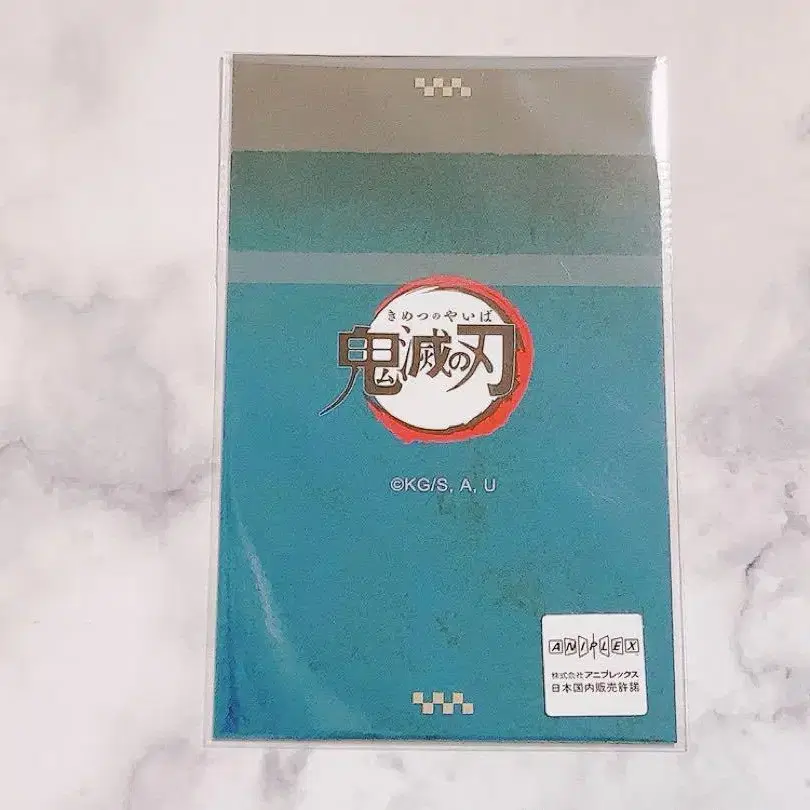 きめつのやいば
鬼滅の刃
©KG/S, A, U
ANIPLEX
株式会社アニプレックス
日本国内販売許諾